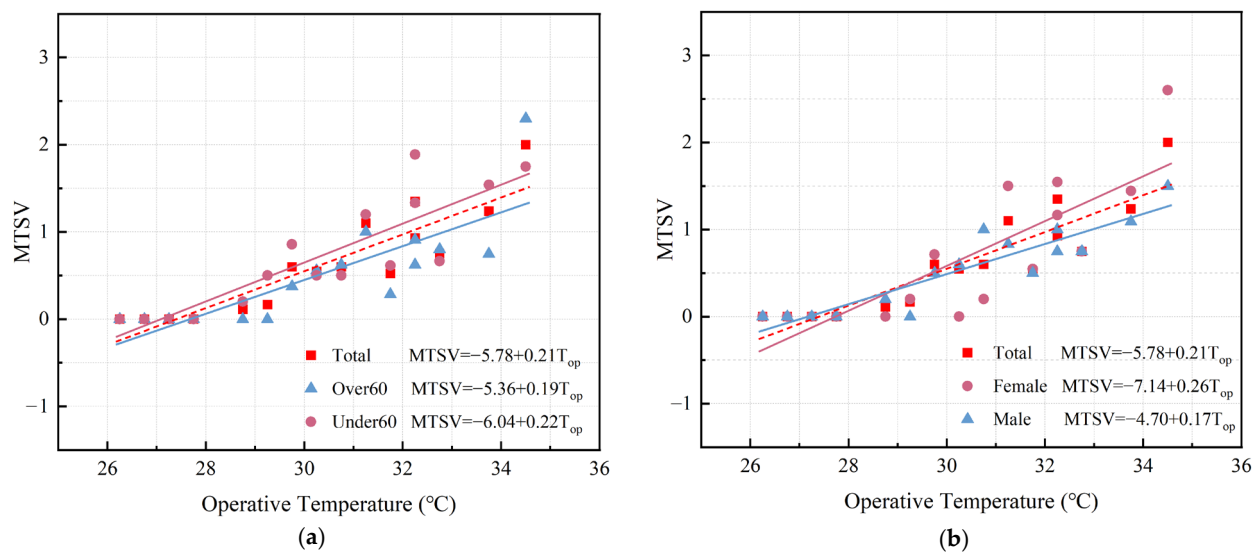 3
2
1
0
−1
MTSV
Total MTSV=−5.78+0.21Top
Over60 MTSV=−5.36+0.19Top
Under60 MTSV=−6.04+0.22Top
26 28 30 32 34 36
Operative Temperature (°C)
(a)
3
2
1
0
−1
MTSV
Total MTSV=−5.78+0.21Top
Female MTSV=−7.14+0.26Top
Male MTSV=−4.70+0.17Top
26 28 30 32 34 36
Operative Temperature (°C)
(b)